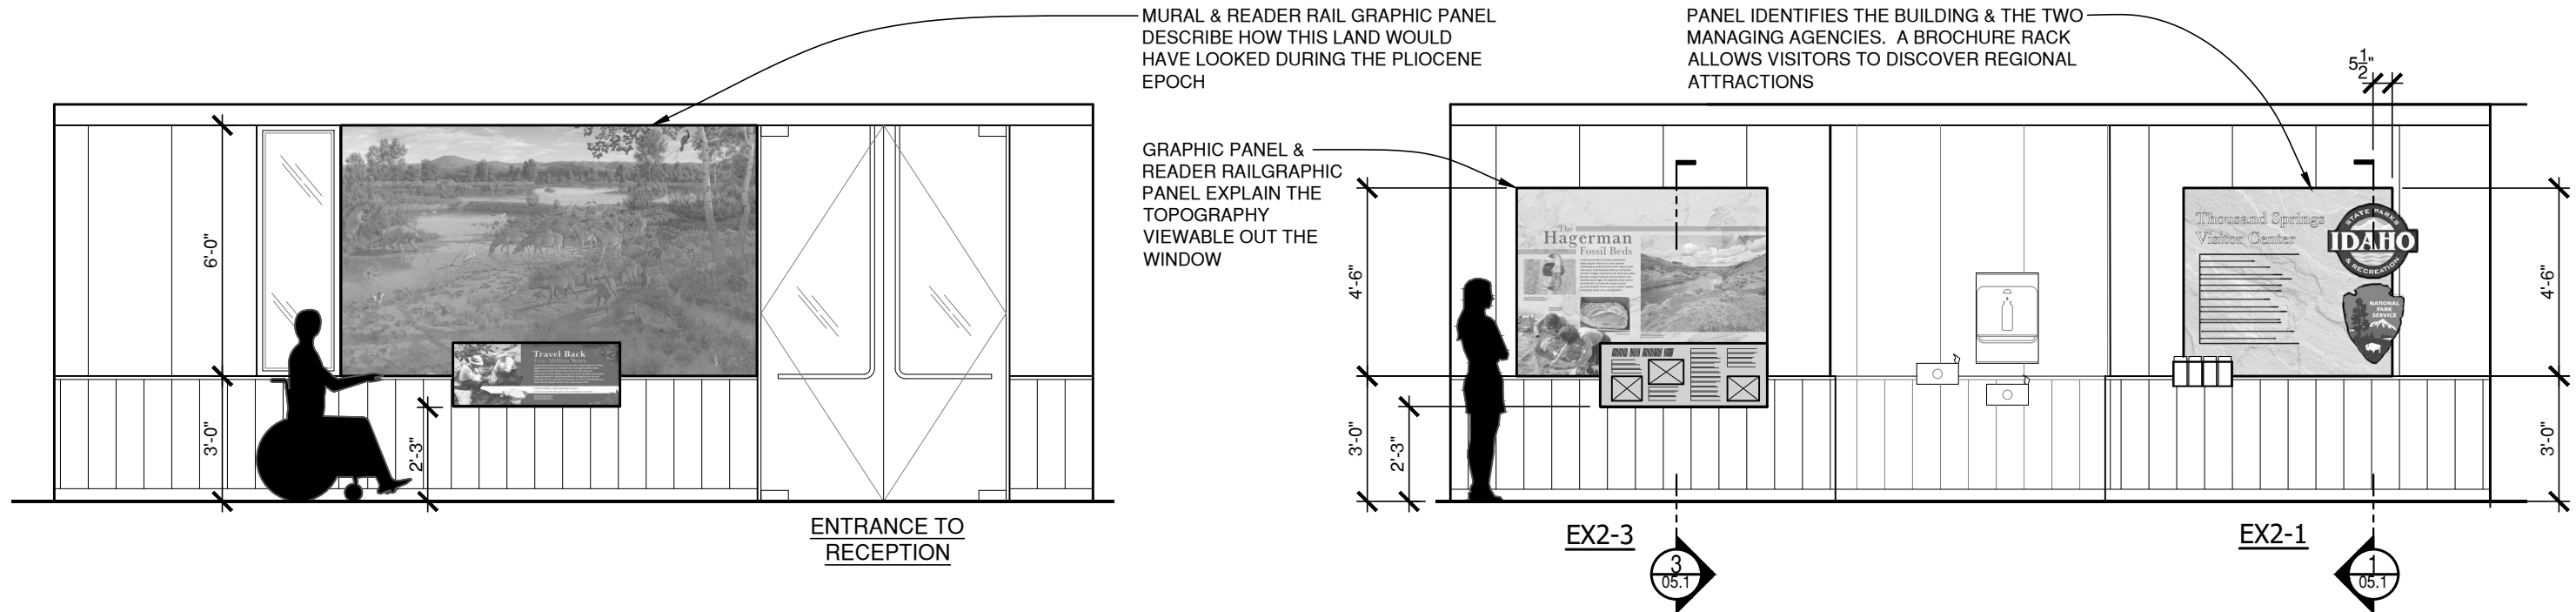 MURAL & READER RAIL GRAPHIC PANEL
DESCRIBE HOW THIS LAND WOULD
HAVE LOOKED DURING THE PLIOCENE
EPOCH
PANEL IDENTIFIES THE BUILDING & THE TWO
MANAGING AGENCIES. A BROCHURE RACK
ALLOWS VISITORS TO DISCOVER REGIONAL
ATTRACTIONS
5 1/2"
GRAPHIC PANEL &
READER RAILGRAPHIC
PANEL EXPLAIN THE
TOPOGRAPHY
VIEWABLE OUT THE
WINDOW
6'-0"
3'-0"
2'-3"
Travel Back
Four Million Years
ENTRANCE TO
RECEPTION
4'-6"
3'-0"
2'-3"
The
Hagerman
Fossil Beds
Thousand Springs
Visitor Center
STATE PARKS
IDAHO
& RECREATION
NATIONAL
PARK
SERVICE
4'-6"
3'-0"
EX2-3
3
05.1
EX2-1
1
05.1